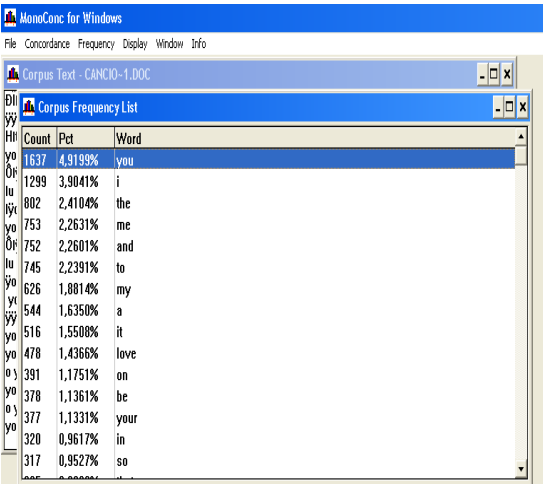 MonoConc for Windows
File Concordance Frequency Display Window Info
Corpus Text - CANCIO~1.DOC
Corpus Frequency List
Count Pct Word
1637 4,9199% you
1299 3,9041% i
802 2,4104% the
753 2,2631% me
752 2,2601% and
745 2,2391% to
626 1,8814% my
544 1,6350% a
516 1,5508% it
478 1,4366% love
391 1,1751% on
378 1,1361% be
377 1,1331% your
320 0,9617% in
317 0,9527% so